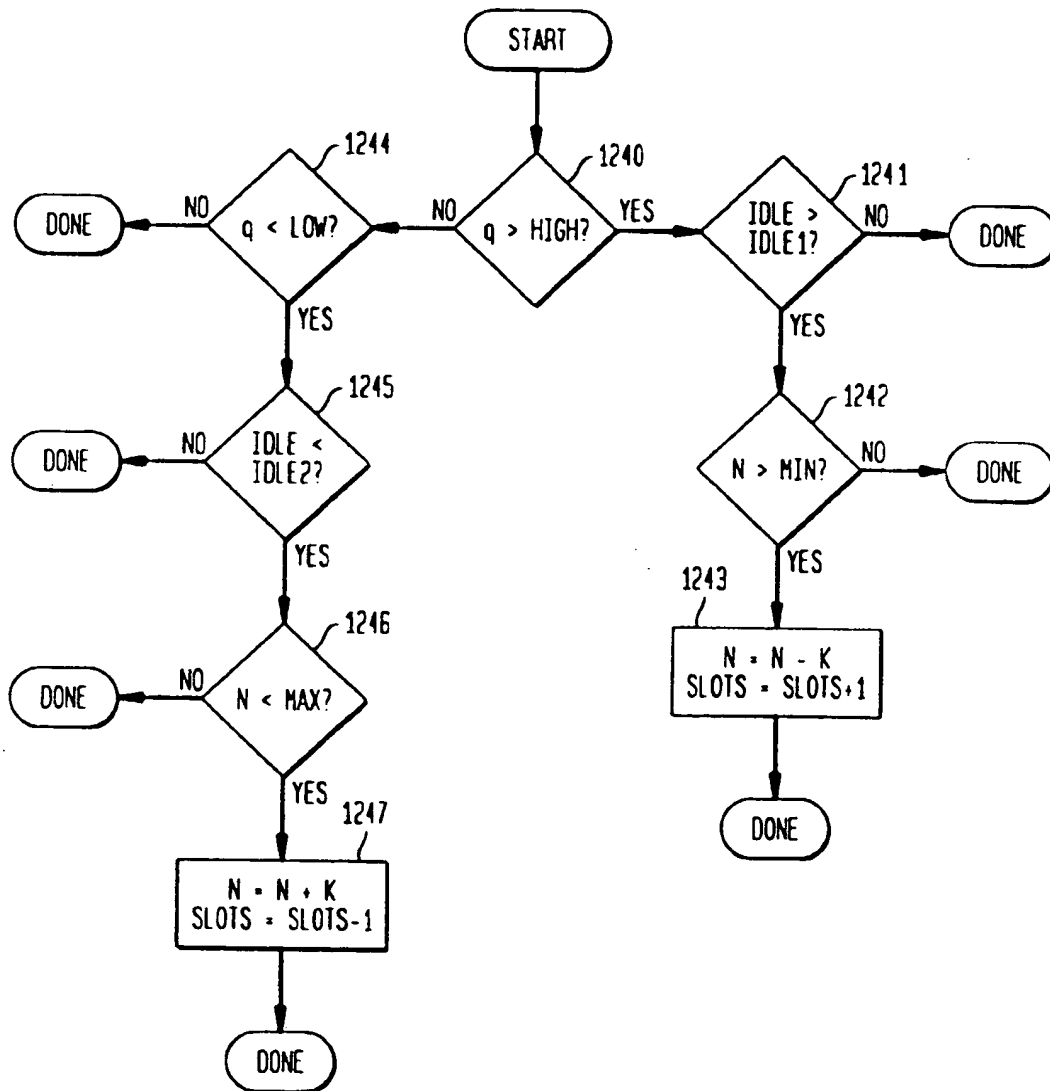 START
1244
1240
1241
DONE
NO
q < LOW?
NO
q > HIGH?
YES
IDLE >
IDLE1?
NO
DONE
YES
YES
1245
1242
DONE
NO
IDLE <
IDLE2?
N > MIN?
NO
DONE
YES
YES
1246
1243
DONE
NO
N < MAX?
N = N - K
SLOTS = SLOTS+1
YES
1247
DONE
N = N + K
SLOTS = SLOTS-1
DONE